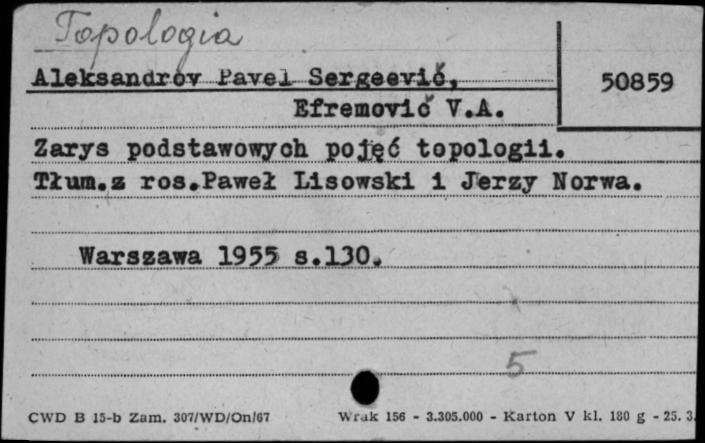 Topologia
Aleksandrov Pavel Sergeevič, 50859
Efremovič V.A.
Zarys podstawowych pojęć topologii.
Tłum.z ros.Paweł Lisowski i Jerzy Norwa.
Warszawa 1955 s.130.
5
CWD B 15-b Zam. 307/WD/On/67 Wrak 156 - 3.305.000 - Karton V kl. 180 g - 25. 3.